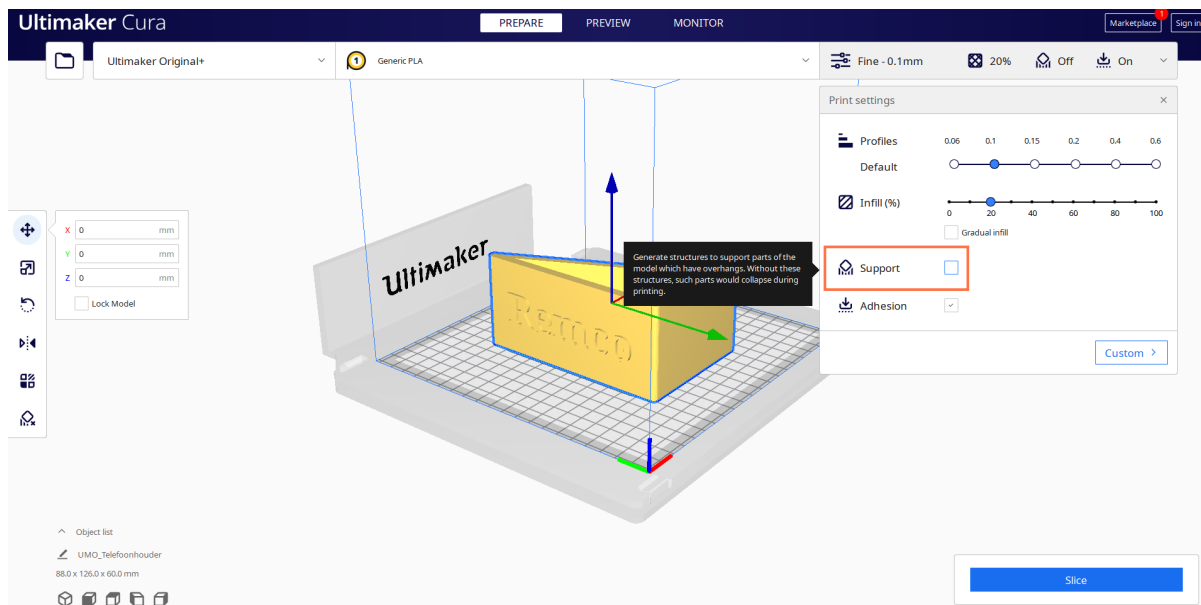 Ultimaker Cura
PREPARE
PREVIEW
MONITOR
Marketplace
1
Sign in
Ultimaker Original+
1
Generic PLA
Fine - 0.1mm
20%
Off
On
Print settings
Profiles
0.06 0.1 0.15 0.2 0.4 0.6
Default
Infill (%)
0 20 40 60 80 100
Gradual infill
Support
Adhesion
Custom
X 0 mm
Y 0 mm
Z 0 mm
Lock Model
Ultimaker
Remco
Generate structures to support parts of the
model which have overhangs. Without these
structures, such parts would collapse during
printing.
Object list
UMO_Telefoonhouder
88.0 x 126.0 x 60.0 mm
Slice